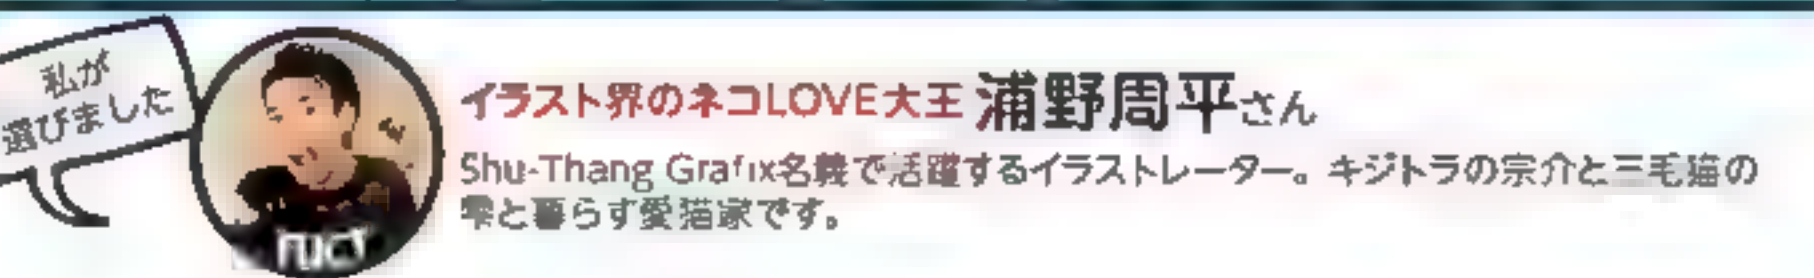 私が
選びました
イラスト界のネコLOVE大王 浦野周平さん
Shu-Thang Grafix名義で活躍するイラストレーター。キジトラの宗介と三毛猫の
雫と暮らす愛猫家です。